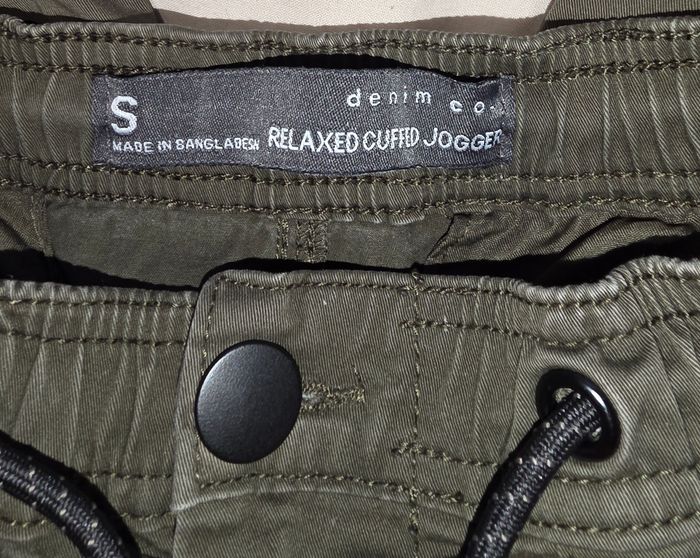 S
denim co.
MADE IN BANGLADESH RELAXED CUFFED JOGGER